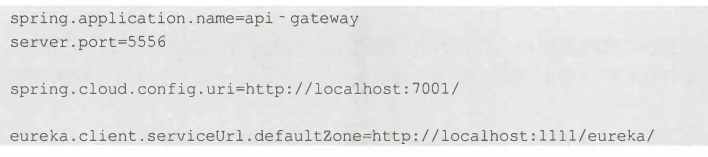 spring.application.name=api-gateway
server.port=5556
spring.cloud.config.uri=http://localhost:7001/
eureka.client.serviceUrl.defaultZone=http://localhost:1111/eureka/